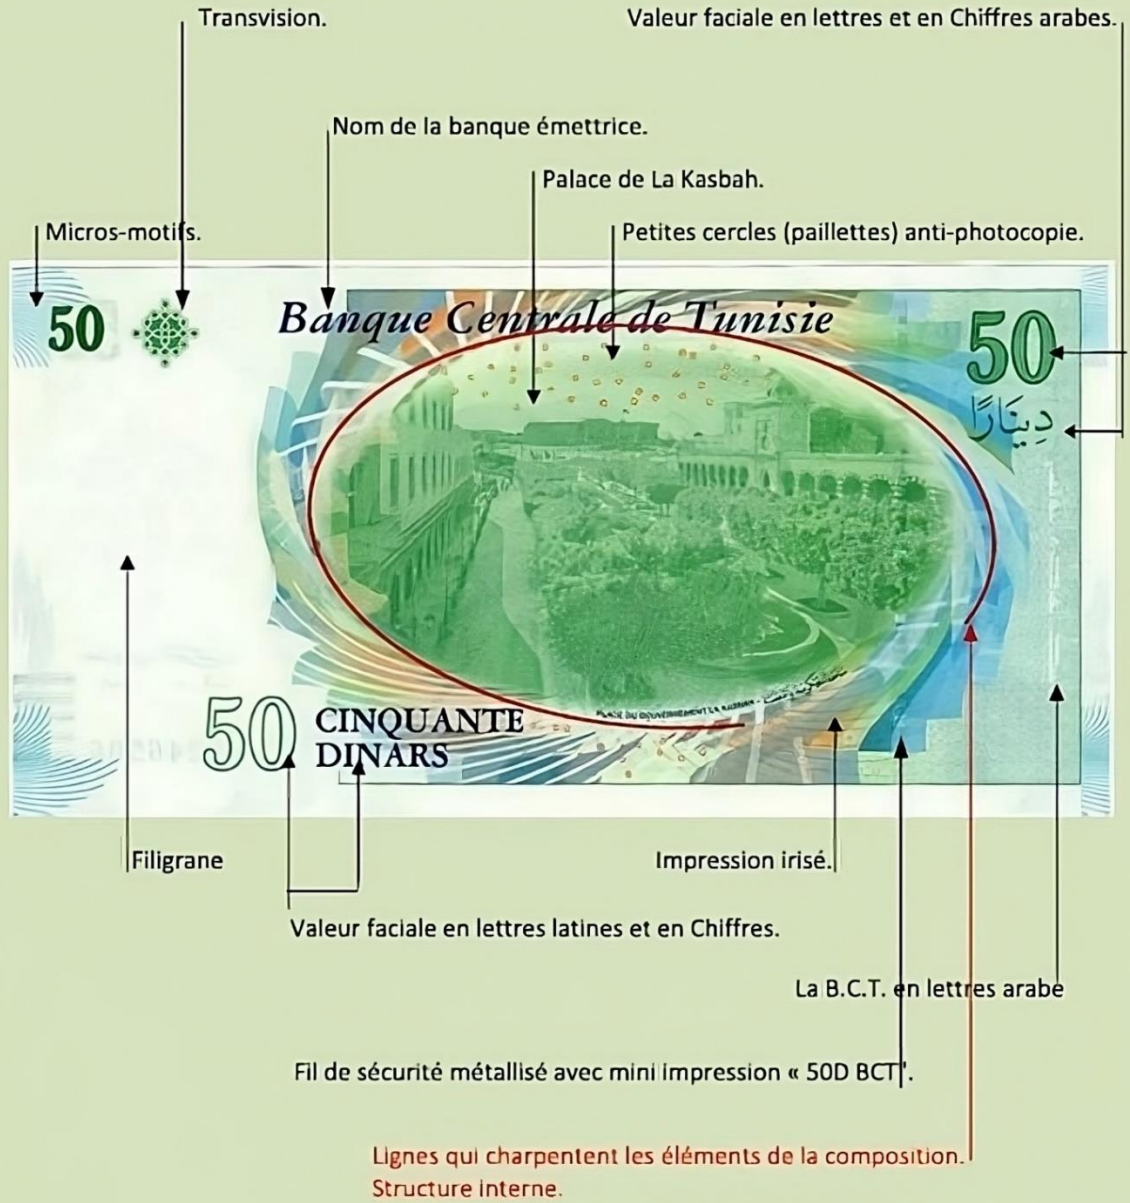 Transvision.
Valeur faciale en lettres et en Chiffres arabes.
Nom de la banque émettrice.
Palace de La Kasbah.
Micros-motifs.
Petites cercles (paillettes) anti-photocopie.
50
Banque Centrale de Tunisie
50
دِينَارًا
50
CINQUANTE
DINARS
Filigrane
Impression irisé.
Valeur faciale en lettres latines et en Chiffres.
La B.C.T. en lettres arabe
Fil de sécurité métallisé avec mini impression « 50D BCT".
Lignes qui charpentent les éléments de la composition.
Structure interne.